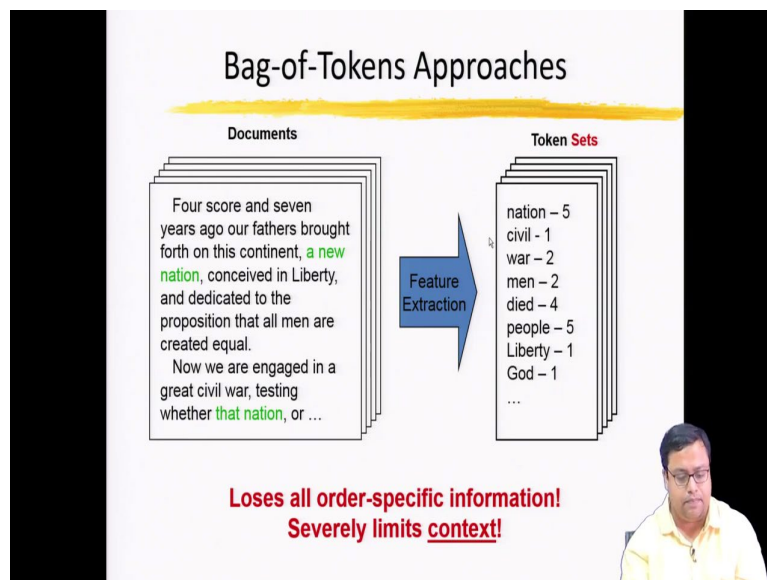 Bag-of-Tokens Approaches
Documents
Four score and seven
years ago our fathers brought
forth on this continent, a new
nation, conceived in Liberty,
and dedicated to the
proposition that all men are
created equal.
Now we are engaged in a
great civil war, testing
whether that nation, or …
Feature
Extraction
Token Sets
nation – 5
civil - 1
war – 2
men – 2
died – 4
people – 5
Liberty – 1
God – 1
…
Loses all order-specific information!
Severely limits context!